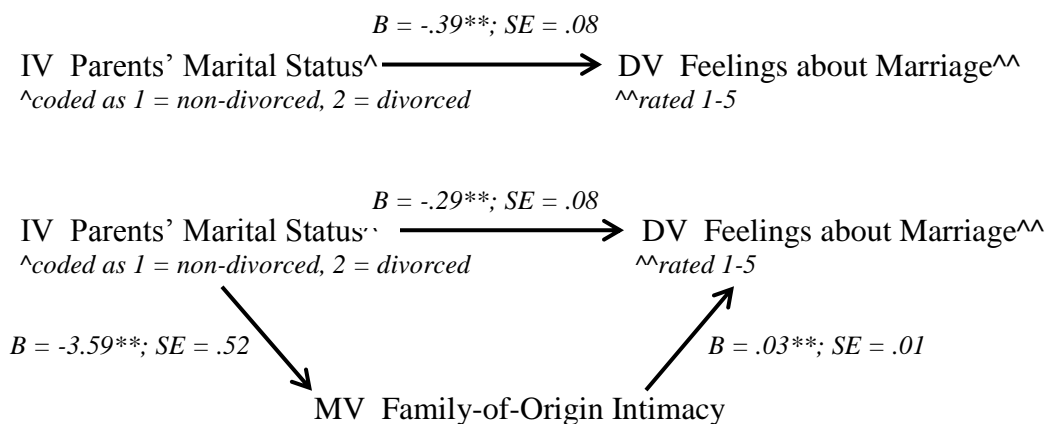 B = -.39**; SE = .08
IV Parents' Marital Status^ DV Feelings about Marriage^^
^coded as 1 = non-divorced, 2 = divorced ^^rated 1-5
B = -.29**; SE = .08
IV Parents' Marital Status^ DV Feelings about Marriage^^
^coded as 1 = non-divorced, 2 = divorced ^^rated 1-5
B = -3.59**; SE = .52 B = .03**; SE = .01
MV Family-of-Origin Intimacy